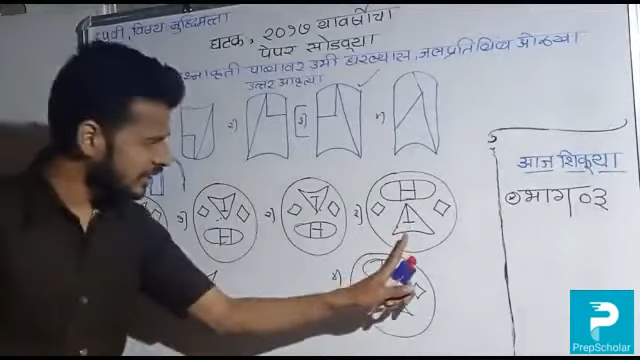 इ५वी, विषय बुद्धिमत्ता
घटक, २०१७ यावर्षीचा
पेपर सोडवूया
पाण्यावर उभी धरल्यास, जलप्रतिबिंब ओळखा
उत्तर आकृत्या
आज शिकूया
भाग ०३
PrepScholar